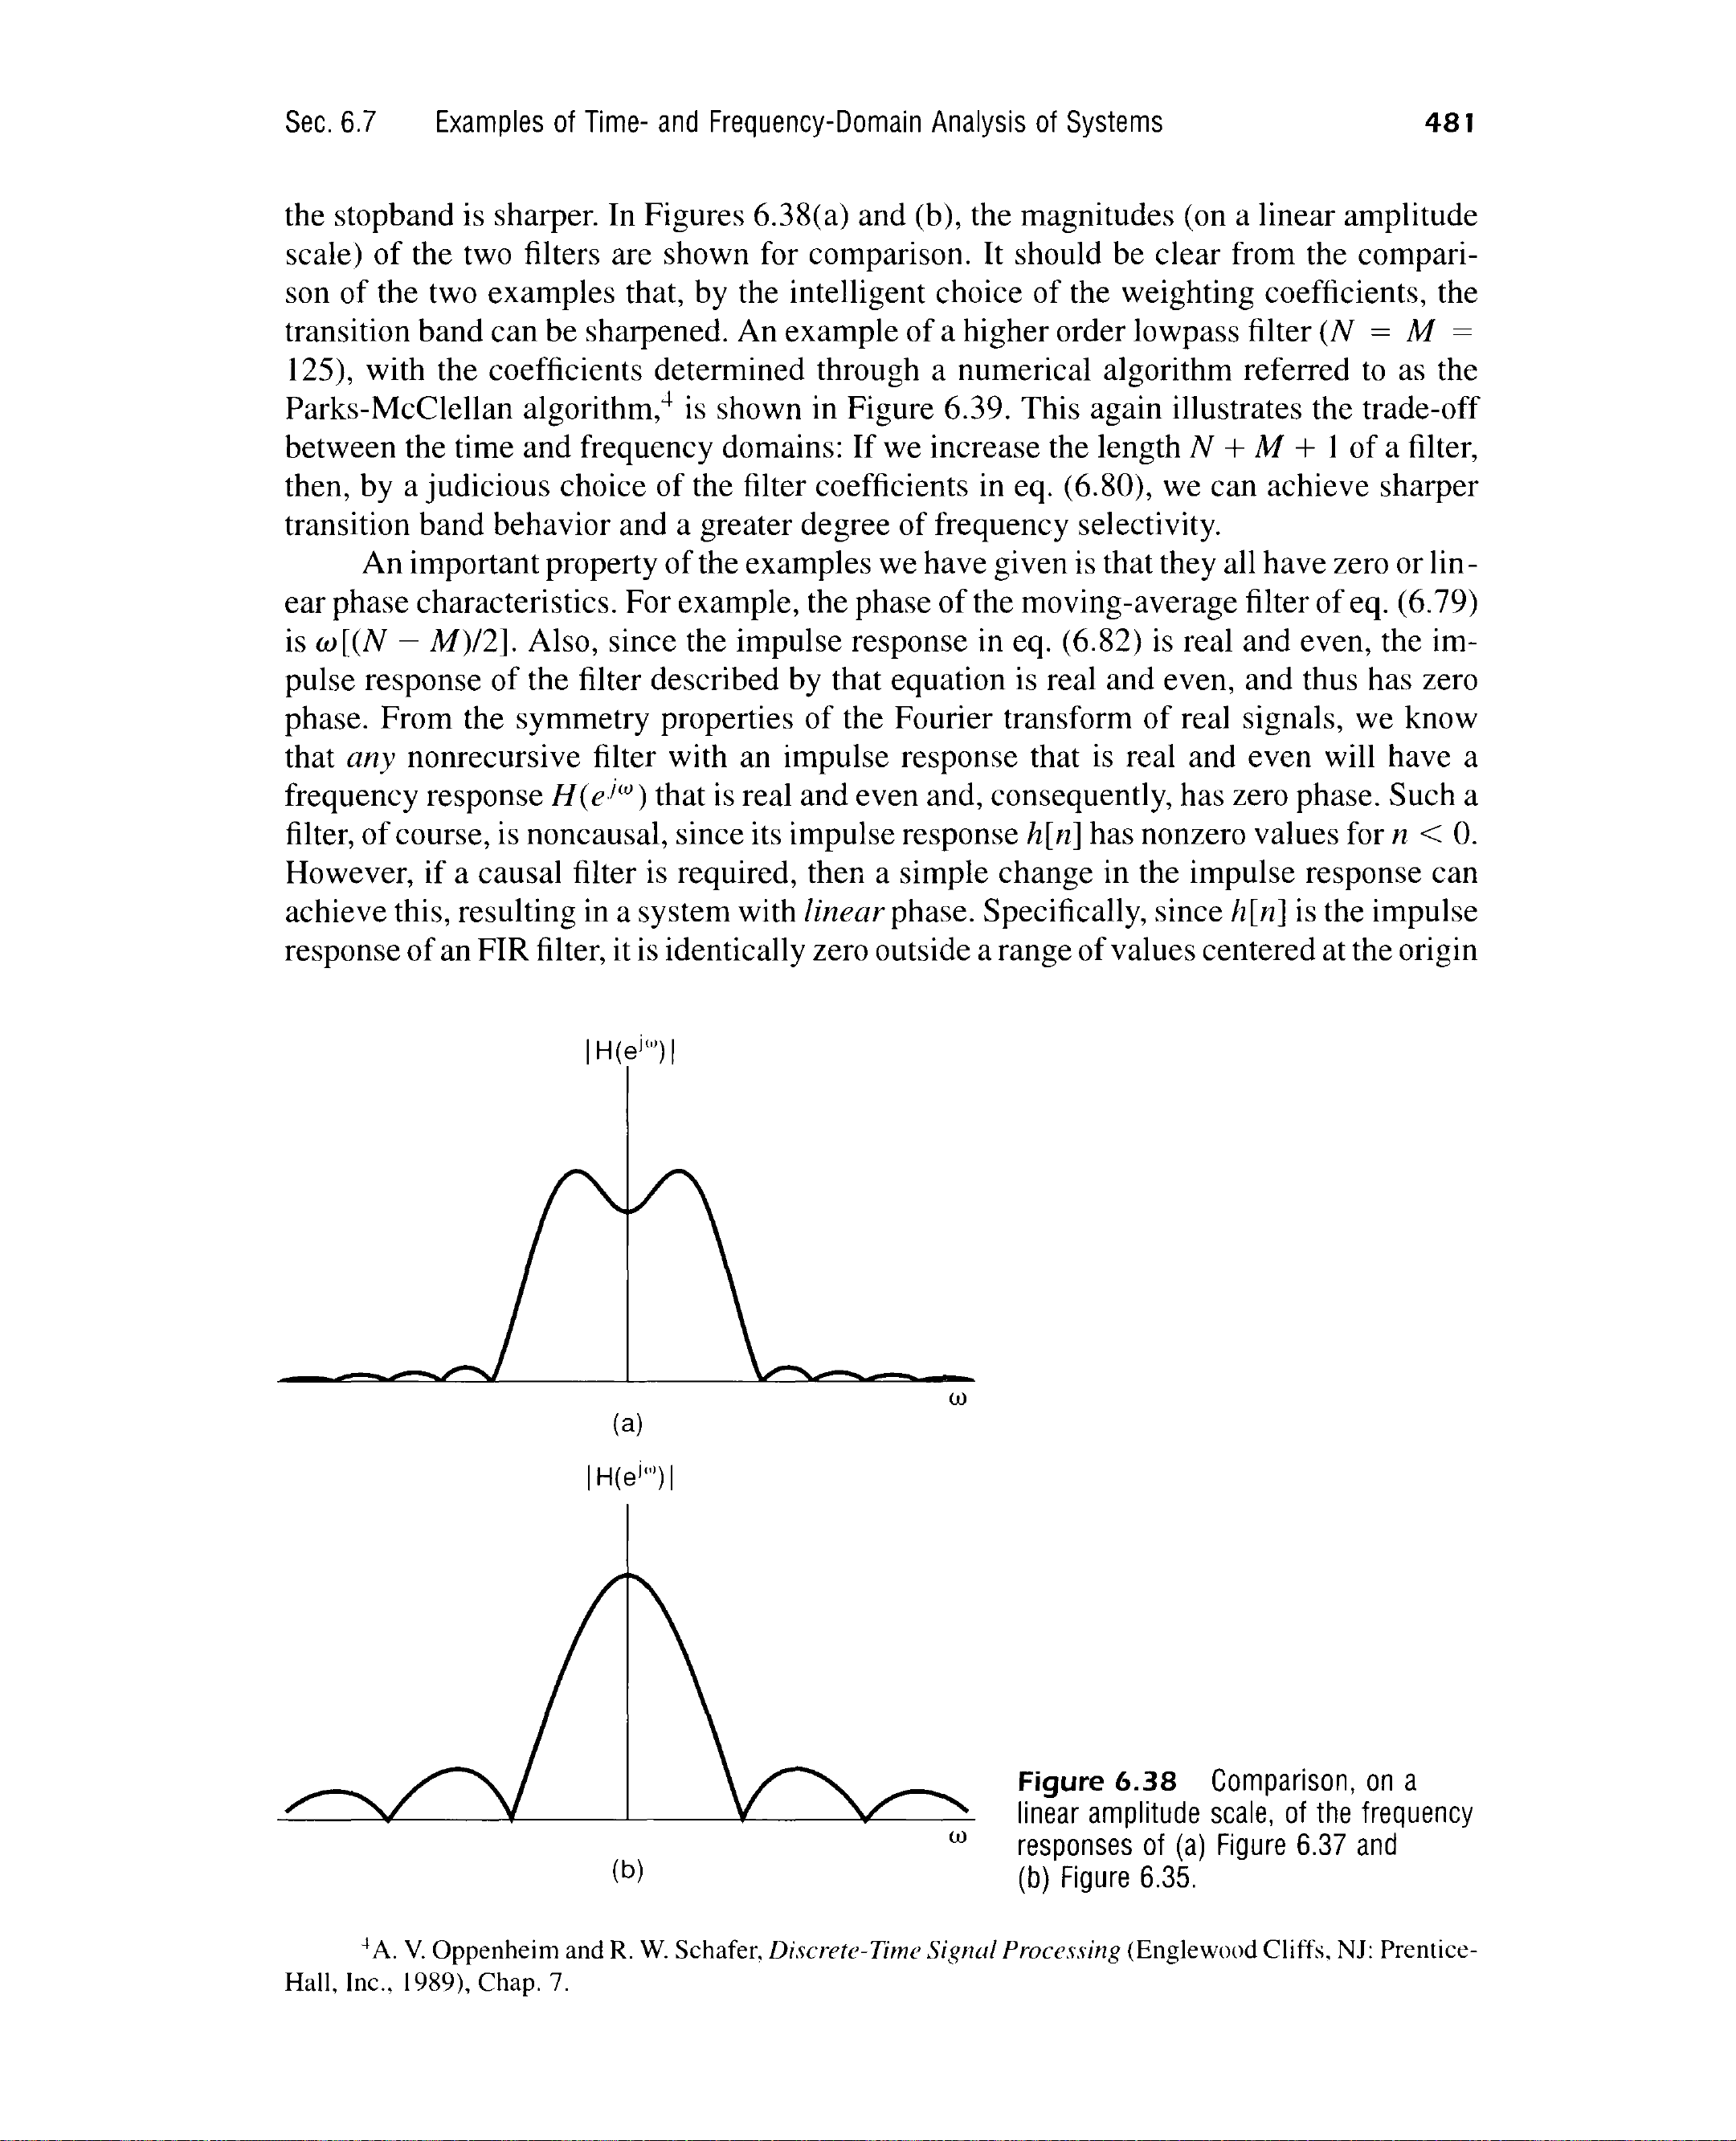 Sec. 6.7 Examples of Time- and Frequency-Domain Analysis of Systems 481
the stopband is sharper. In Figures 6.38(a) and (b), the magnitudes (on a linear amplitude
scale) of the two filters are shown for comparison. It should be clear from the compari-
son of the two examples that, by the intelligent choice of the weighting coefficients, the
transition band can be sharpened. An example of a higher order lowpass filter (N = M =
125), with the coefficients determined through a numerical algorithm referred to as the
Parks-McClellan algorithm,⁴ is shown in Figure 6.39. This again illustrates the trade-off
between the time and frequency domains: If we increase the length N + M + 1 of a filter,
then, by a judicious choice of the filter coefficients in eq. (6.80), we can achieve sharper
transition band behavior and a greater degree of frequency selectivity.
An important property of the examples we have given is that they all have zero or lin-
ear phase characteristics. For example, the phase of the moving-average filter of eq. (6.79)
is ω[(N − M)/2]. Also, since the impulse response in eq. (6.82) is real and even, the im-
pulse response of the filter described by that equation is real and even, and thus has zero
phase. From the symmetry properties of the Fourier transform of real signals, we know
that any nonrecursive filter with an impulse response that is real and even will have a
frequency response H(e^{jω}) that is real and even and, consequently, has zero phase. Such a
filter, of course, is noncausal, since its impulse response h[n] has nonzero values for n < 0.
However, if a causal filter is required, then a simple change in the impulse response can
achieve this, resulting in a system with linear phase. Specifically, since h[n] is the impulse
response of an FIR filter, it is identically zero outside a range of values centered at the origin
|H(e^{jω})|
ω
(a)
|H(e^{jω})|
ω
(b)
Figure 6.38 Comparison, on a
linear amplitude scale, of the frequency
responses of (a) Figure 6.37 and
(b) Figure 6.35.
⁴A. V. Oppenheim and R. W. Schafer, Discrete-Time Signal Processing (Englewood Cliffs, NJ: Prentice-
Hall, Inc., 1989), Chap. 7.